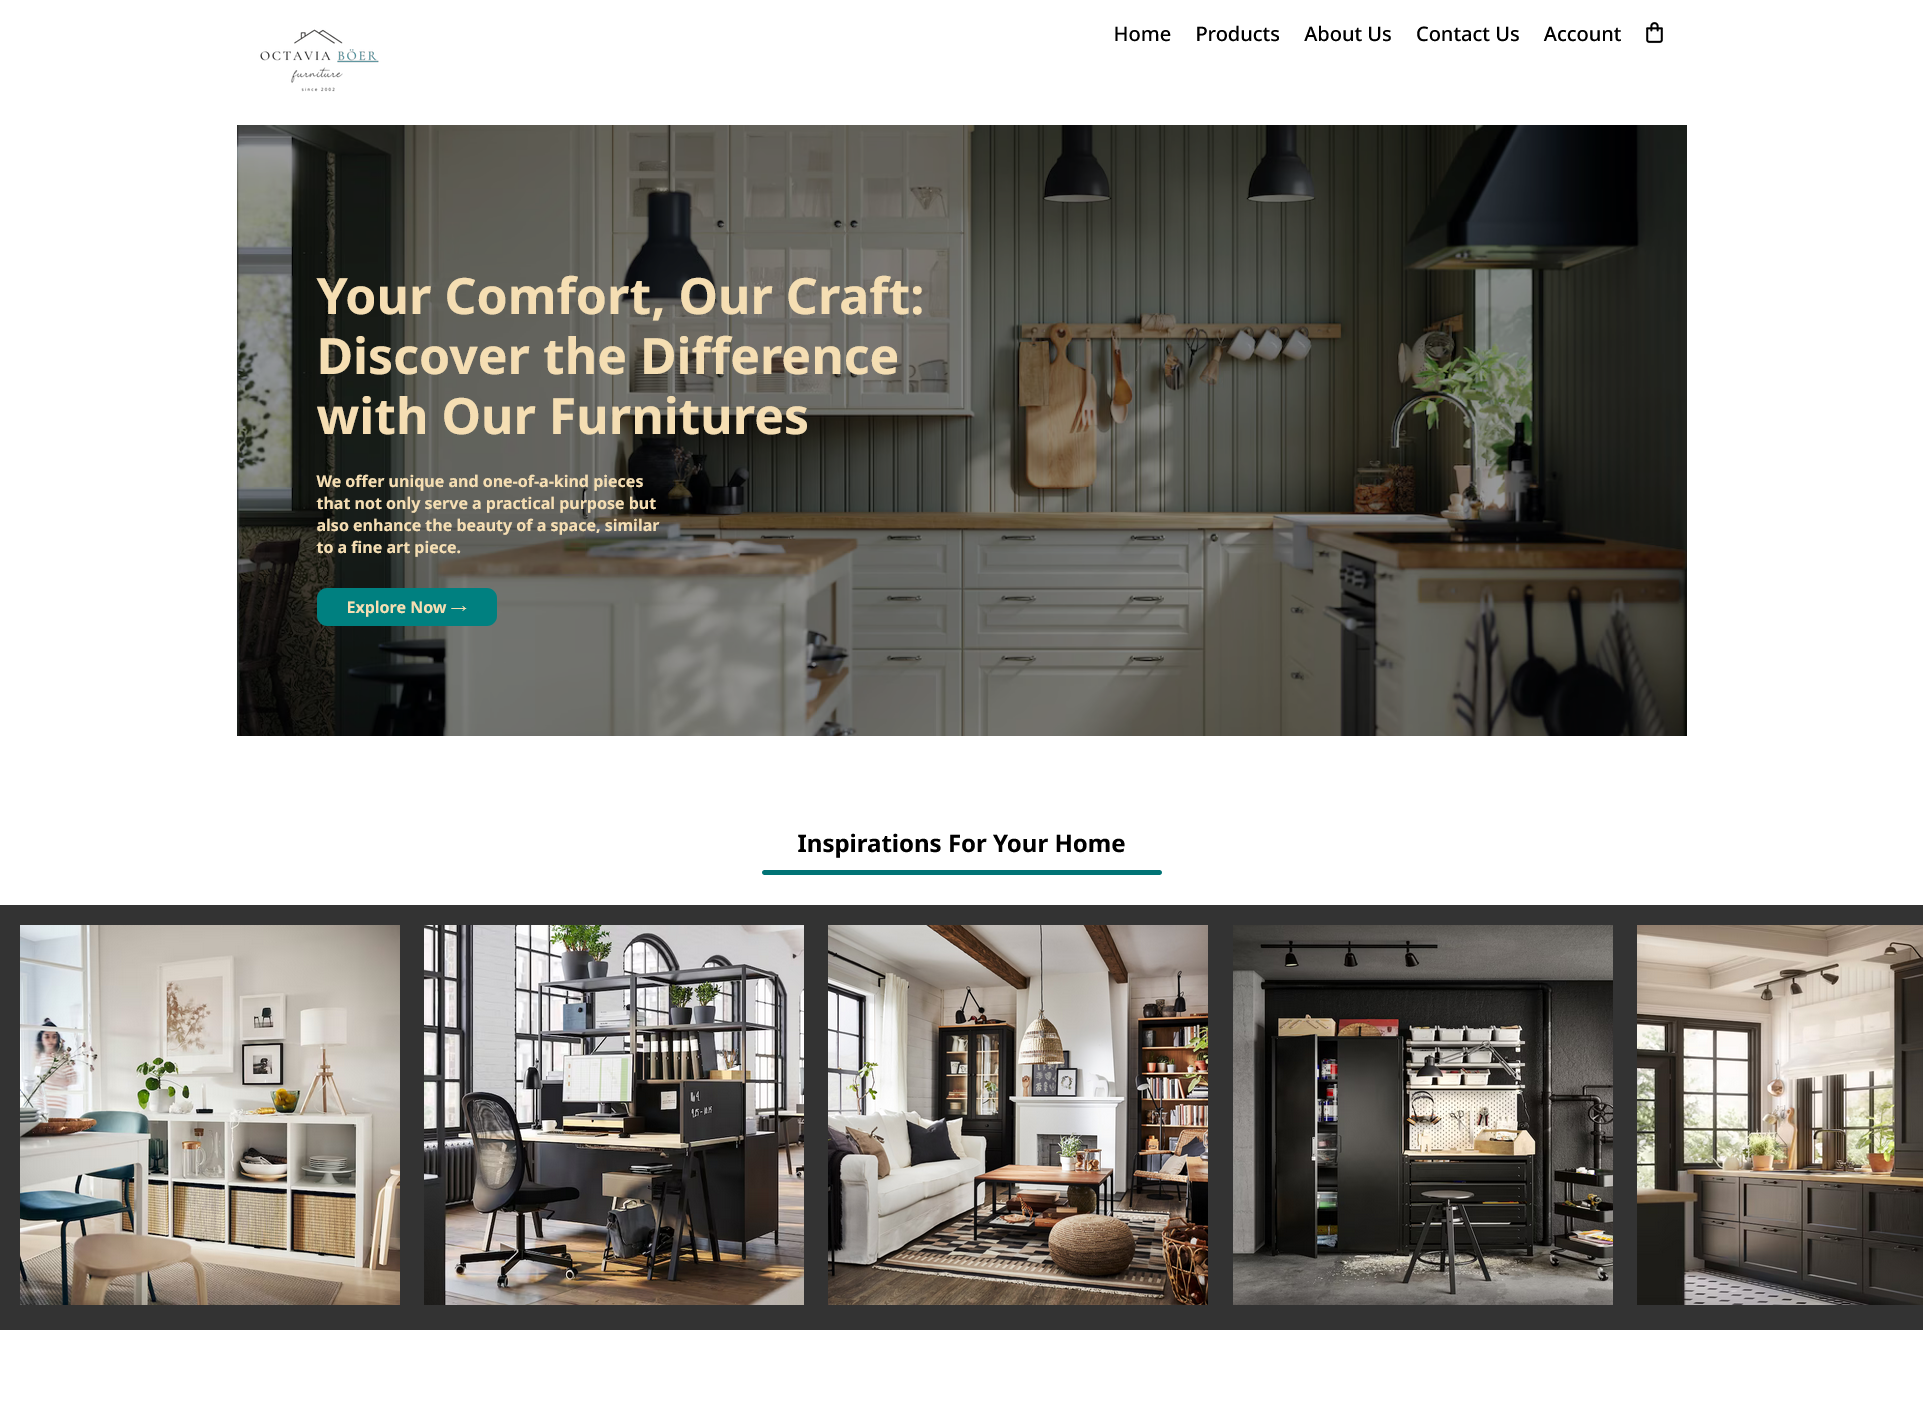 OCTAVIA BÖER
furniture
since 2002
Home Products About Us Contact Us Account
Your Comfort, Our Craft:
Discover the Difference
with Our Furnitures
We offer unique and one-of-a-kind pieces
that not only serve a practical purpose but
also enhance the beauty of a space, similar
to a fine art piece.
Explore Now →
Inspirations For Your Home